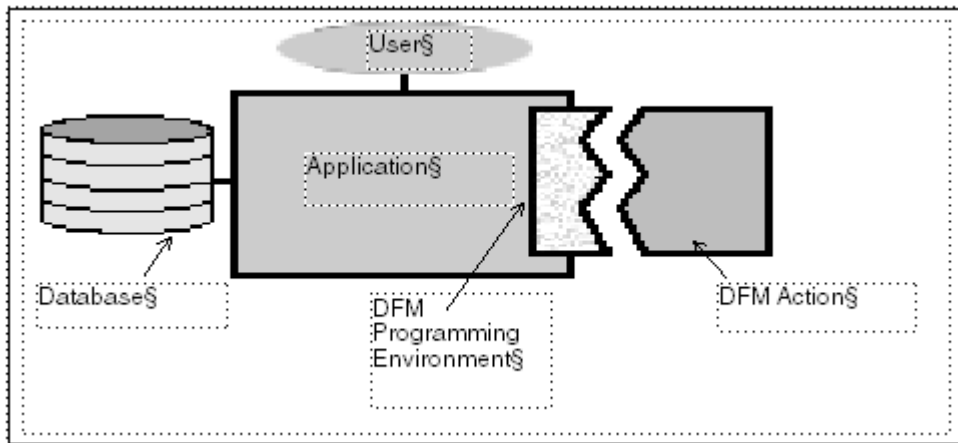 User§
Application§
Database§
DFM
Programming
Environment§
DFM Action§